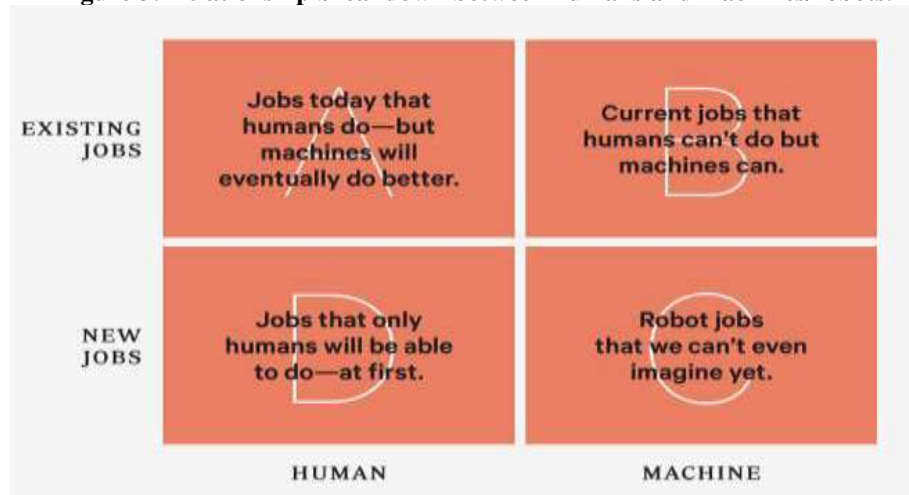 EXISTING
JOBS
Jobs today that
humans do—but
machines will
eventually do better.
A
Current jobs that
humans can't do but
machines can.
B
NEW
JOBS
Jobs that only
humans will be able
to do—at first.
D
Robot jobs
that we can't even
imagine yet.
C
HUMAN
MACHINE